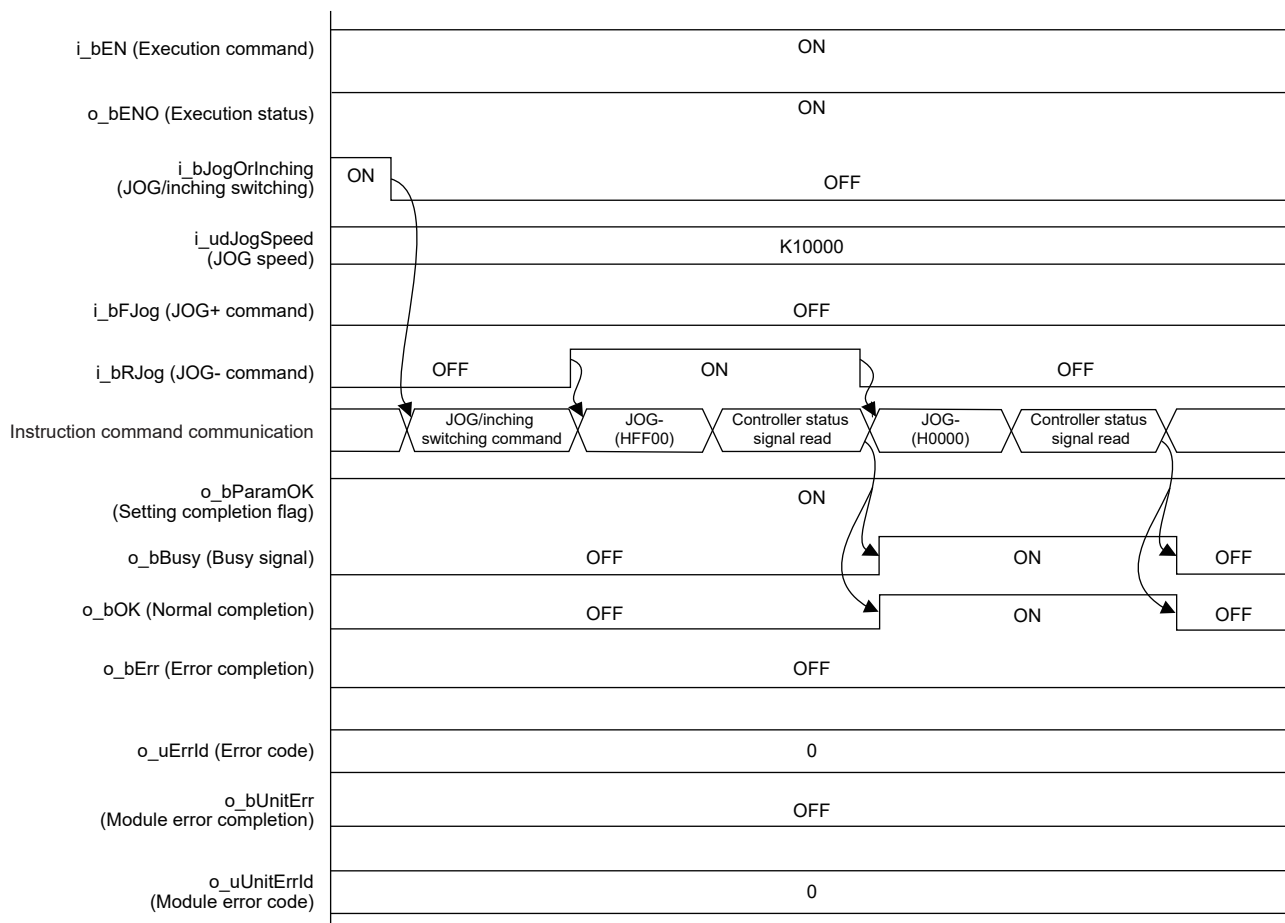 i_bEN (Execution command)
ON
o_bENO (Execution status)
ON
i_bJogOrInching
(JOG/inching switching)
ON
OFF
i_udJogSpeed
(JOG speed)
K10000
i_bFJog (JOG+ command)
OFF
i_bRJog (JOG- command)
OFF
ON
OFF
Instruction command communication
JOG/inching
switching command
JOG-
(HFF00)
Controller status
signal read
JOG-
(H0000)
Controller status
signal read
o_bParamOK
(Setting completion flag)
ON
o_bBusy (Busy signal)
OFF
ON
OFF
o_bOK (Normal completion)
OFF
ON
OFF
o_bErr (Error completion)
OFF
o_uErrId (Error code)
0
o_bUnitErr
(Module error completion)
OFF
o_uUnitErrId
(Module error code)
0